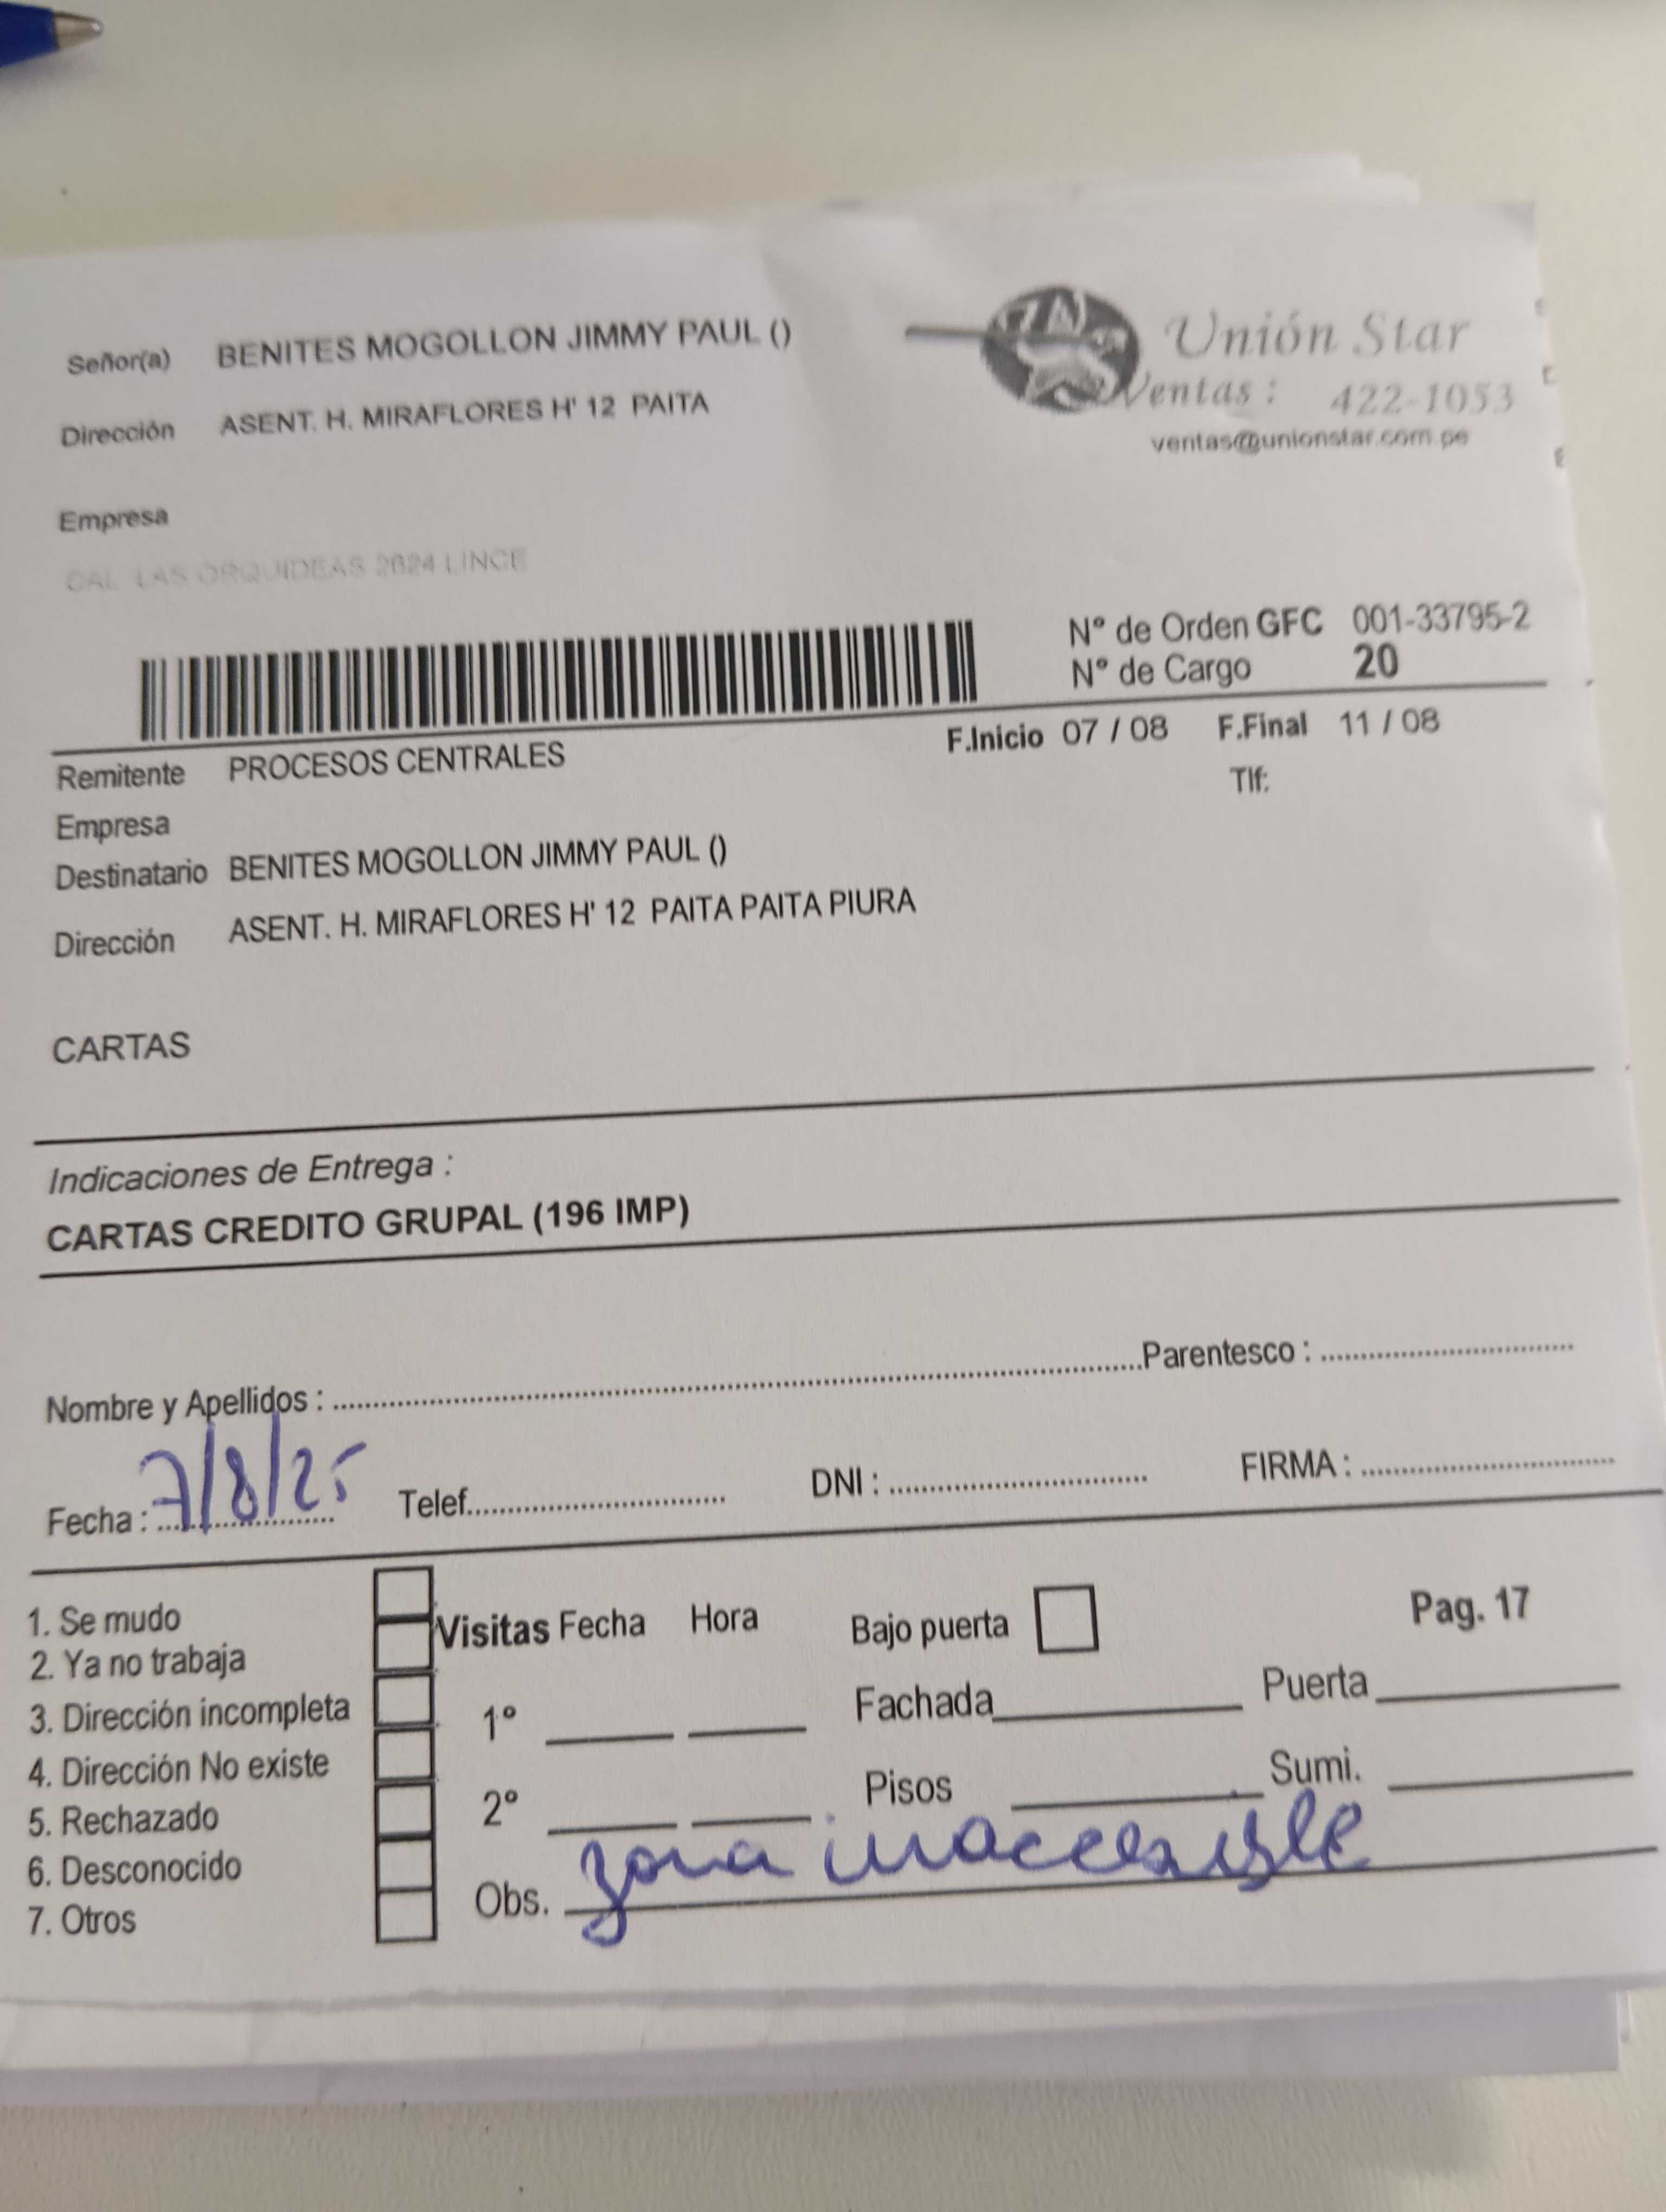 Señor(a) BENITES MOGOLLON JIMMY PAUL ()
Unión Star
Dirección ASENT. H. MIRAFLORES H' 12 PAITA
Ventas : 422-1053
ventas@unionstar.com.pe
Empresa
CAL LAS ORQUIDEAS 2624 LINCE
Nº de Orden GFC 001-33795-2
Nº de Cargo 20
F.Inicio 07 / 08 F.Final 11 / 08
Remitente PROCESOS CENTRALES
Tlf:
Empresa
Destinatario BENITES MOGOLLON JIMMY PAUL ()
Dirección ASENT. H. MIRAFLORES H' 12 PAITA PAITA PIURA
CARTAS
Indicaciones de Entrega :
CARTAS CREDITO GRUPAL (196 IMP)
Nombre y Apellidos : Parentesco :
Fecha : 7/8/25 Telef. DNI : FIRMA :
1. Se mudo
Visitas Fecha Hora Bajo puerta Pag. 17
2. Ya no trabaja
3. Dirección incompleta
1º Fachada Puerta
4. Dirección No existe
2º Pisos Sumi.
5. Rechazado
6. Desconocido
Obs. zona inaccesible
7. Otros